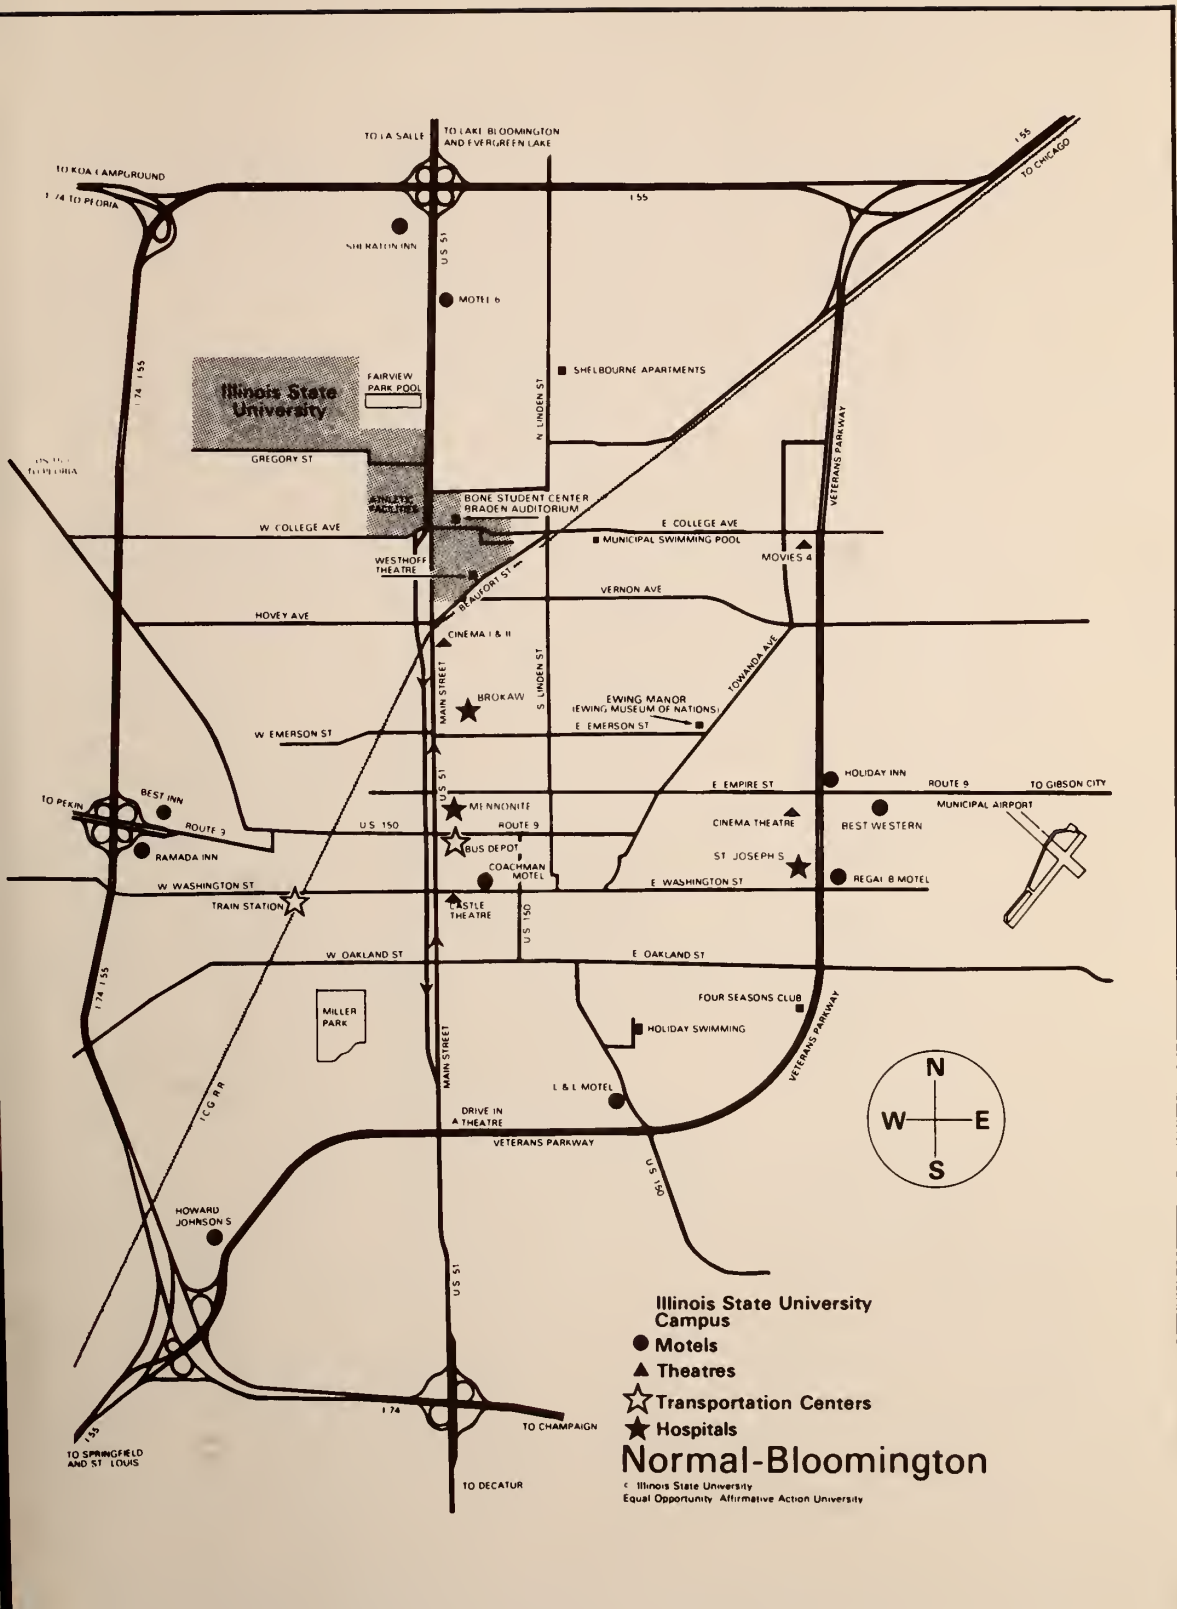 TO LA SALLE
TO LAKE BLOOMINGTON
AND EVERGREEN LAKE
I 55
TO CHICAGO
TO KOA CAMPGROUND
I 74 TO PEORIA
I 55
SHERATON INN
U S 51
MOTEL 6
I 74 I 55
Illinois State
University
FAIRVIEW
PARK POOL
SHELBOURNE APARTMENTS
N LINDEN ST
VETERANS PARKWAY
GREGORY ST
TO PEORIA
ATHLETIC
FACILITIES
BONE STUDENT CENTER
BRADEN AUDITORIUM
W COLLEGE AVE
E COLLEGE AVE
MUNICIPAL SWIMMING POOL
MOVIES 4
WESTHOFF
THEATRE
BEAUFORT ST
VERNON AVE
HOVEY AVE
CINEMA I & II
MAIN STREET
S LINDEN ST
TOWANDA AVE
BROKAW
EWING MANOR
(EWING MUSEUM OF NATIONS)
W EMERSON ST
E EMERSON ST
U S 51
E EMPIRE ST
HOLIDAY INN
ROUTE 9
TO GIBSON CITY
TO PEKIN
BEST INN
ROUTE 9
MENNONITE
CINEMA THEATRE
BEST WESTERN
MUNICIPAL AIRPORT
U S 150
ROUTE 9
BUS DEPOT
RAMADA INN
COACHMAN
MOTEL
ST JOSEPH S
REGAL 8 MOTEL
W WASHINGTON ST
E WASHINGTON ST
TRAIN STATION
CASTLE
THEATRE
U S 150
W OAKLAND ST
E OAKLAND ST
I 74 I 55
MILLER
PARK
FOUR SEASONS CLUB
HOLIDAY SWIMMING
MAIN STREET
VETERANS PARKWAY
I C G R R
L & L MOTEL
DRIVE IN
THEATRE
VETERANS PARKWAY
U S 150
N
W
E
S
HOWARD
JOHNSON S
U S 51
I 74
TO CHAMPAIGN
I 55
TO SPRINGFIELD
AND ST LOUIS
TO DECATUR
Illinois State University
Campus
Motels
Theatres
Transportation Centers
Hospitals
Normal-Bloomington
c Illinois State University
Equal Opportunity Affirmative Action University